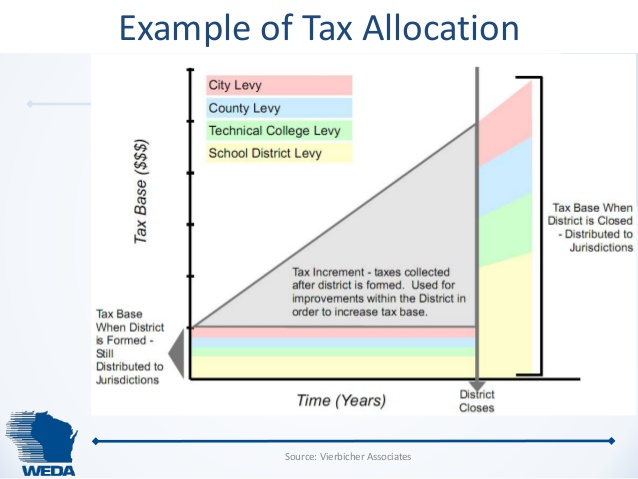 Example of Tax Allocation
City Levy
County Levy
Technical College Levy
School District Levy
Tax Base ($$$)
Tax Increment - taxes collected
after district is formed.  Used for
improvements within the District in
order to increase tax base.
Tax Base When
District is Closed
- Distributed to
Jurisdictions
Tax Base
When District
is Formed -
Still
Distributed to
Jurisdictions
Time (Years)
District
Closes
WEDA
Source: Vierbicher Associates